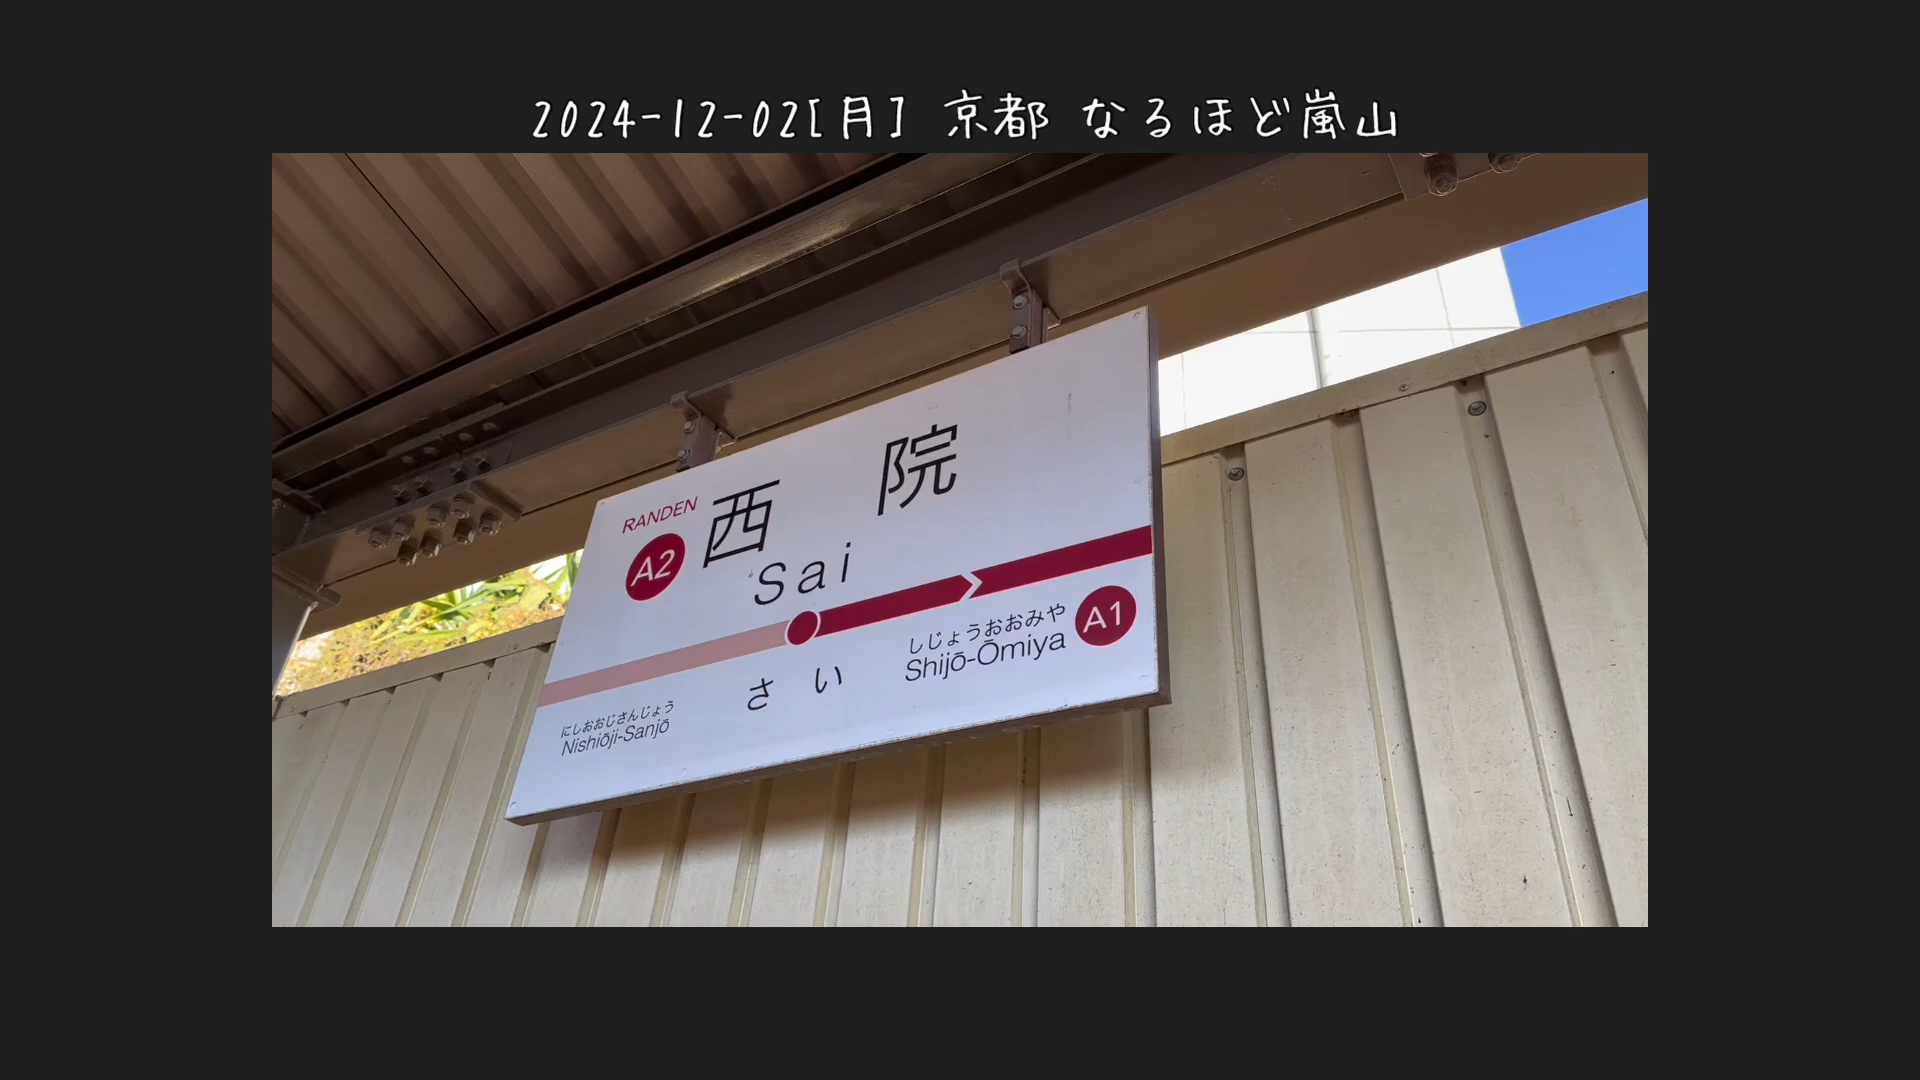 2024-12-02[月] 京都 なるほど嵐山
RANDEN
A2
西院
Sai
さい
しじょうおおみや
Shijō-Ōmiya
A1
にしおおじさんじょう
Nishiōji-Sanjō